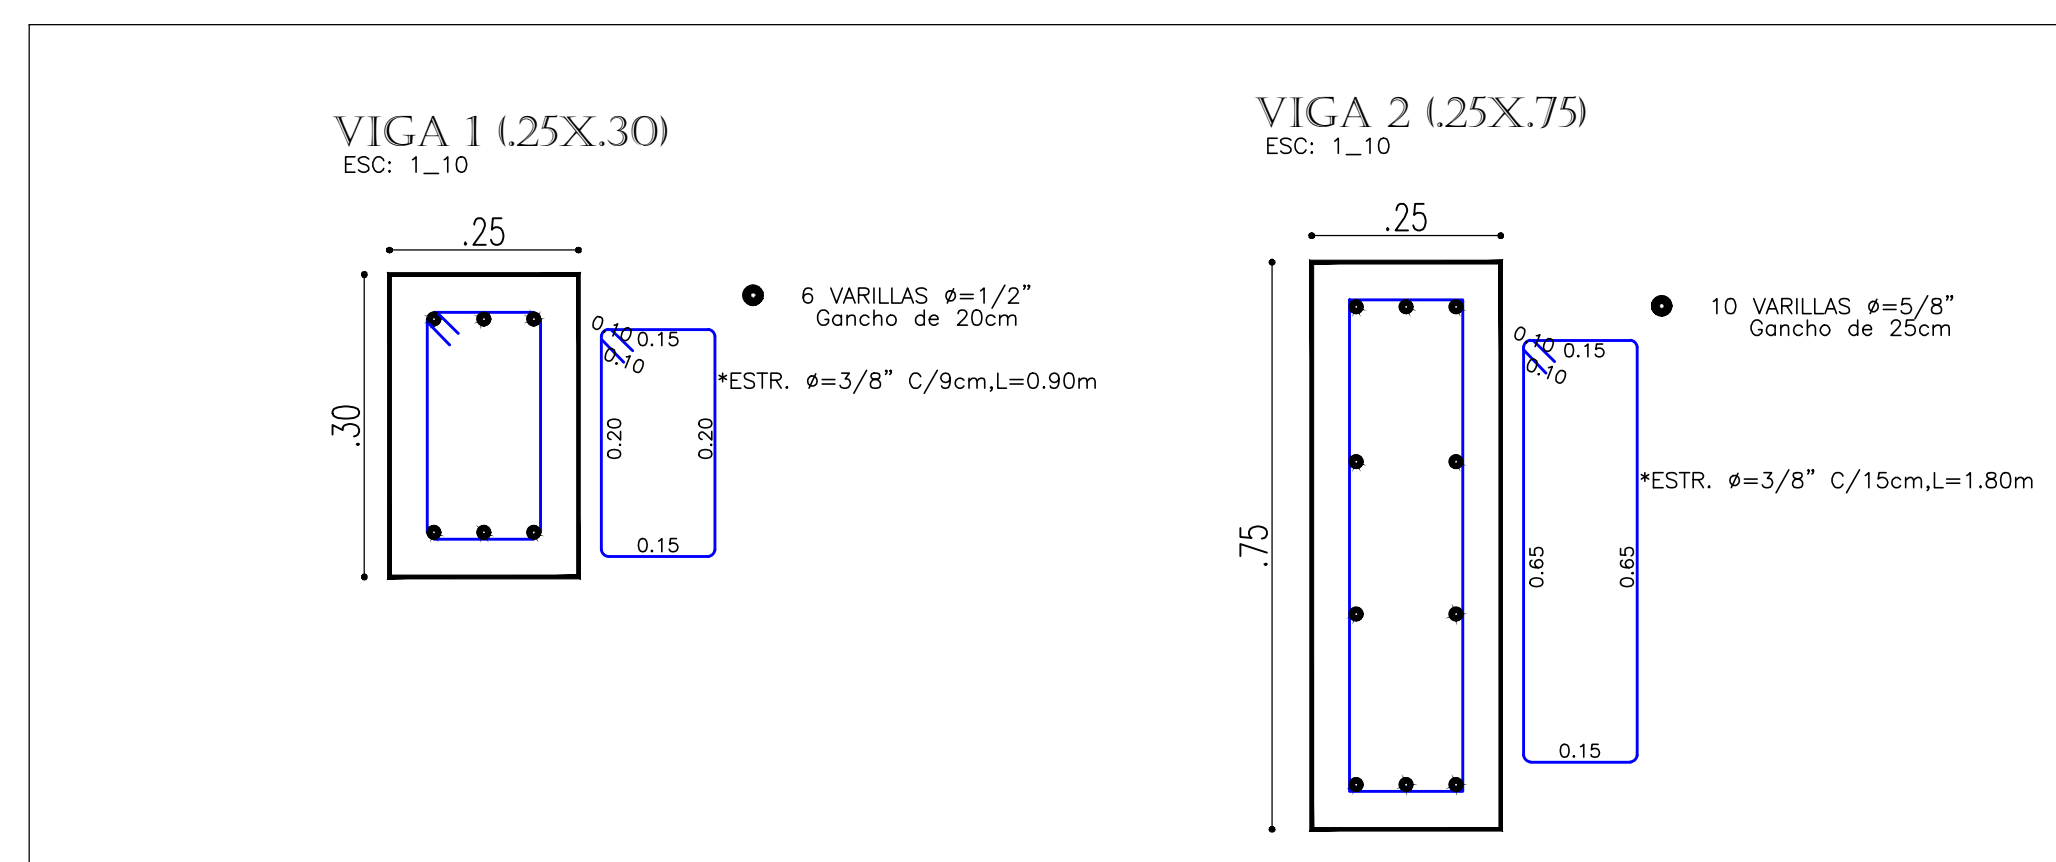 VIGA 1 (.25X.30)
ESC: 1_10
.25
.30
6 VARILLAS ø=1/2"
Gancho de 20cm
0.10
0.15
0.10
*ESTR. ø=3/8" C/9cm,L=0.90m
0.20
0.20
0.15
VIGA 2 (.25X.75)
ESC: 1_10
.25
.75
10 VARILLAS ø=5/8"
Gancho de 25cm
0.10
0.15
0.10
*ESTR. ø=3/8" C/15cm,L=1.80m
0.65
0.65
0.15